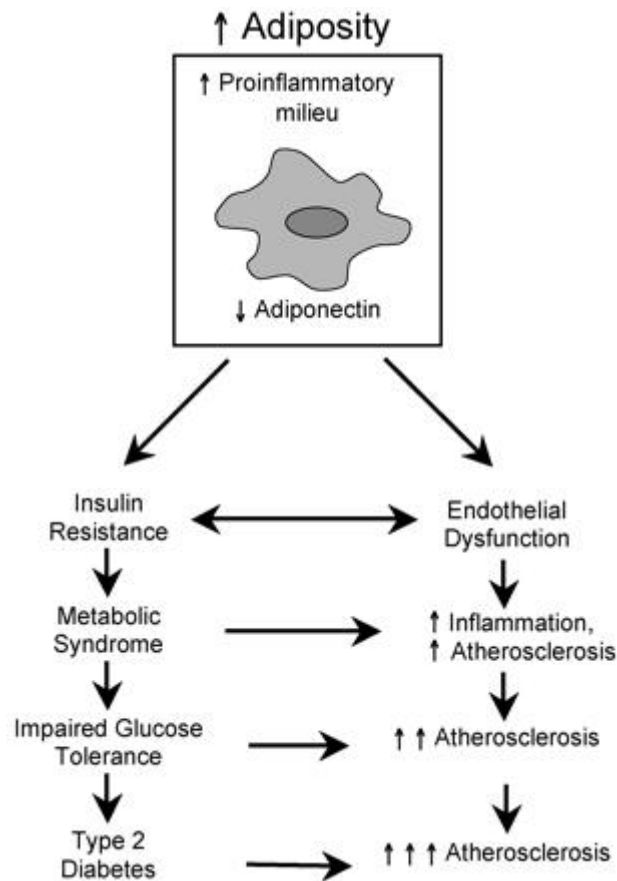 ↑ Adiposity
↑ Proinflammatory
milieu
↓ Adiponectin
Insulin
Resistance
Endothelial
Dysfunction
Metabolic
Syndrome
↑ Inflammation,
↑ Atherosclerosis
Impaired Glucose
Tolerance
↑ ↑ Atherosclerosis
Type 2
Diabetes
↑ ↑ ↑ Atherosclerosis